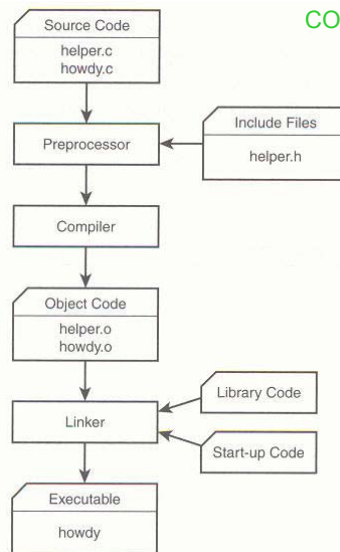 CO
Source Code
helper.c
howdy.c
Include Files
Preprocessor
helper.h
Compiler
Object Code
helper.o
howdy.o
Library Code
Linker
Start-up Code
Executable
howdy